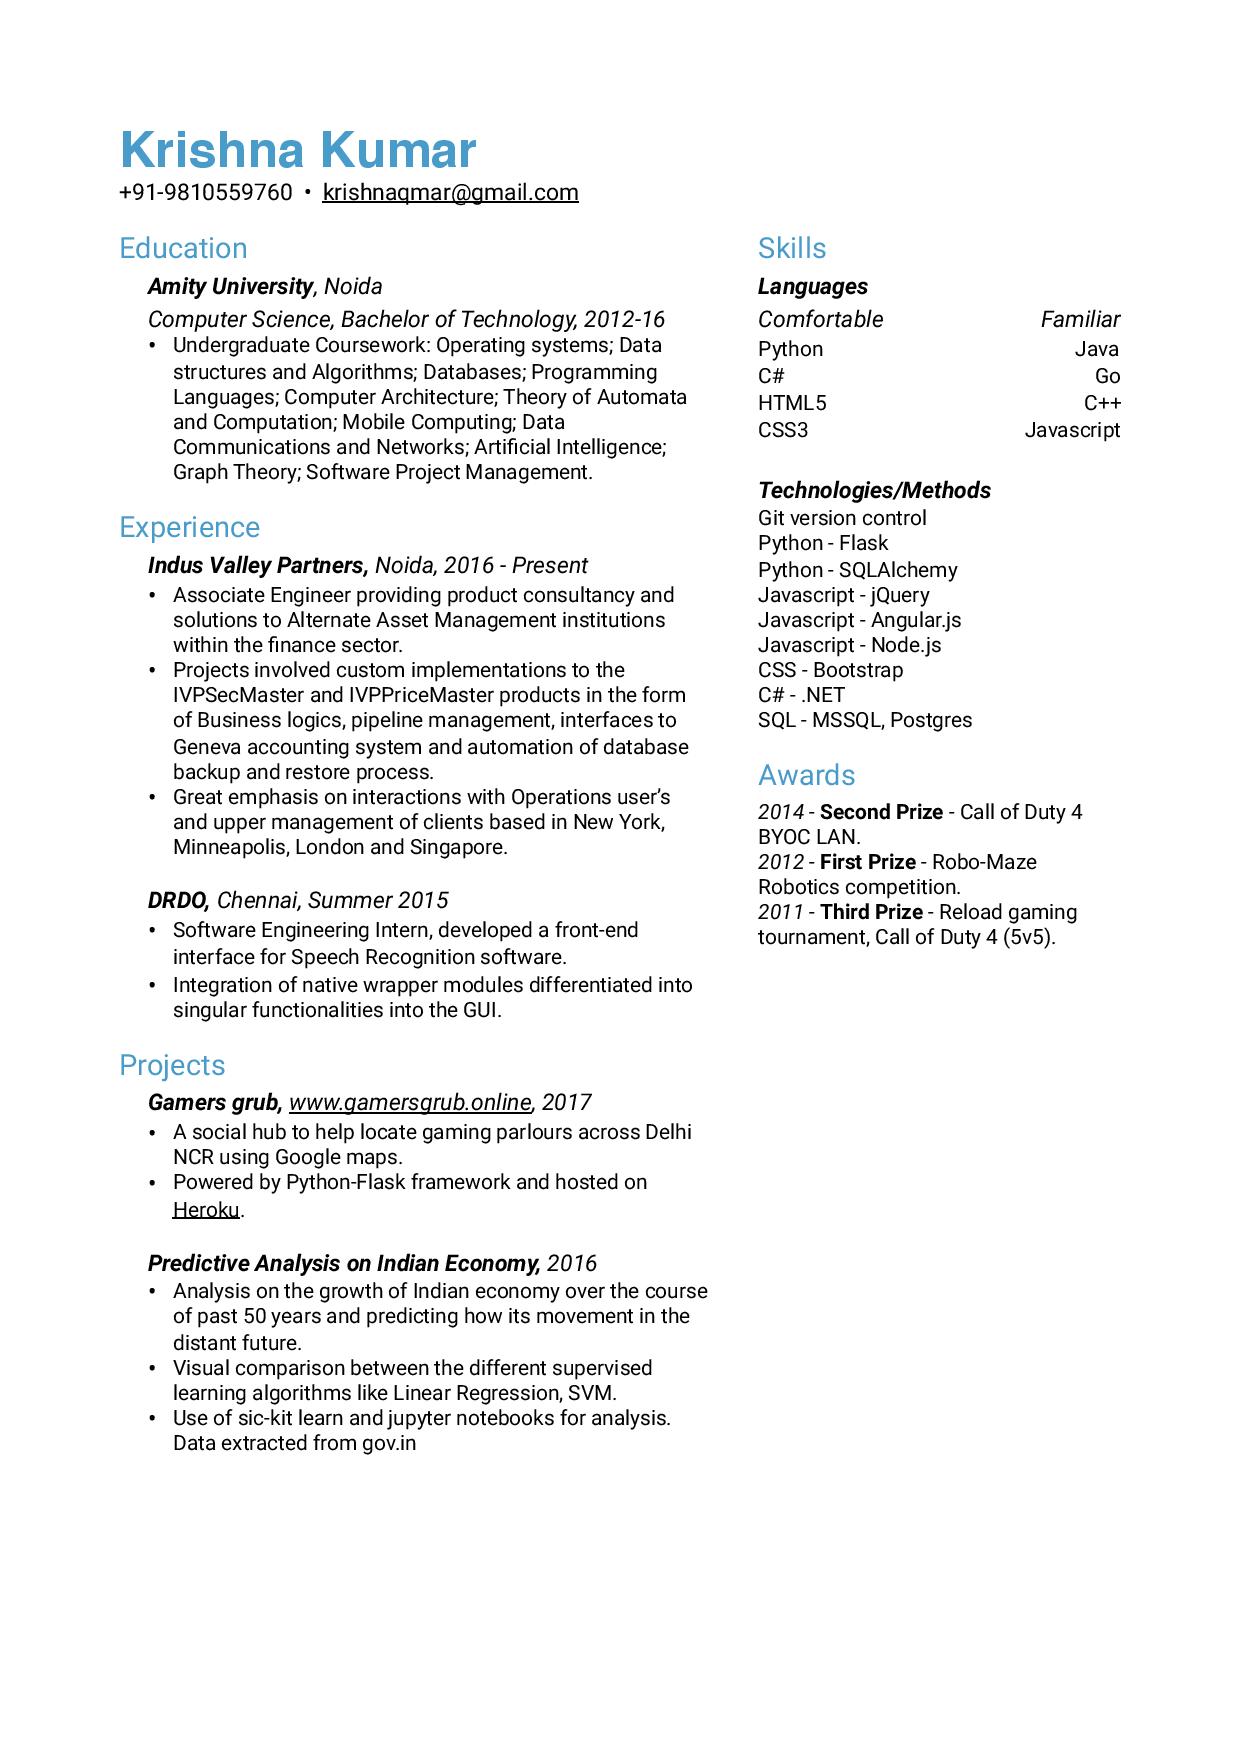 Krishna Kumar
+91-9810559760 • krishnaqmar@gmail.com
Education
Amity University, Noida
Computer Science, Bachelor of Technology, 2012-16
• Undergraduate Coursework: Operating systems; Data
structures and Algorithms; Databases; Programming
Languages; Computer Architecture; Theory of Automata
and Computation; Mobile Computing; Data
Communications and Networks; Artificial Intelligence;
Graph Theory; Software Project Management.
Experience
Indus Valley Partners, Noida, 2016 - Present
• Associate Engineer providing product consultancy and
solutions to Alternate Asset Management institutions
within the finance sector.
• Projects involved custom implementations to the
IVPSecMaster and IVPPriceMaster products in the form
of Business logics, pipeline management, interfaces to
Geneva accounting system and automation of database
backup and restore process.
• Great emphasis on interactions with Operations user’s
and upper management of clients based in New York,
Minneapolis, London and Singapore.
DRDO, Chennai, Summer 2015
• Software Engineering Intern, developed a front-end
interface for Speech Recognition software.
• Integration of native wrapper modules differentiated into
singular functionalities into the GUI.
Projects
Gamers grub, www.gamersgrub.online, 2017
• A social hub to help locate gaming parlours across Delhi
NCR using Google maps.
• Powered by Python-Flask framework and hosted on
Heroku.
Predictive Analysis on Indian Economy, 2016
• Analysis on the growth of Indian economy over the course
of past 50 years and predicting how its movement in the
distant future.
• Visual comparison between the different supervised
learning algorithms like Linear Regression, SVM.
• Use of sic-kit learn and jupyter notebooks for analysis.
Data extracted from gov.in
Skills
Languages
Comfortable Familiar
Python Java
C# Go
HTML5 C++
CSS3 Javascript
Technologies/Methods
Git version control
Python - Flask
Python - SQLAlchemy
Javascript - jQuery
Javascript - Angular.js
Javascript - Node.js
CSS - Bootstrap
C# - .NET
SQL - MSSQL, Postgres
Awards
2014 - Second Prize - Call of Duty 4
BYOC LAN.
2012 - First Prize - Robo-Maze
Robotics competition.
2011 - Third Prize - Reload gaming
tournament, Call of Duty 4 (5v5).